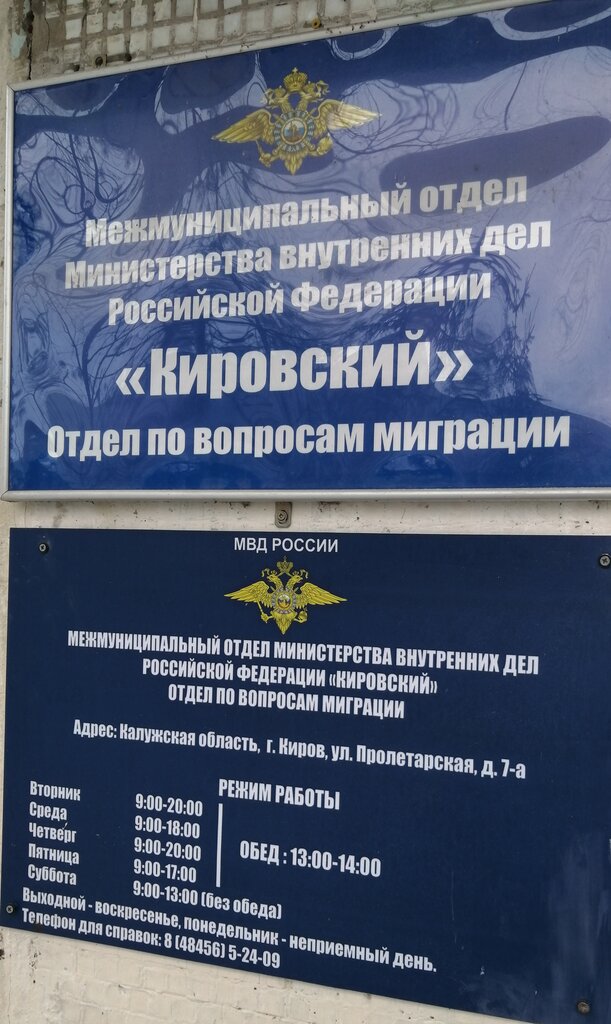 Межмуниципальный отдел
Министерства внутренних дел
Российской Федерации
«Кировский»
Отдел по вопросам миграции
МВД РОССИИ
МЕЖМУНИЦИПАЛЬНЫЙ ОТДЕЛ МИНИСТЕРСТВА ВНУТРЕННИХ ДЕЛ
РОССИЙСКОЙ ФЕДЕРАЦИИ «КИРОВСКИЙ»
ОТДЕЛ ПО ВОПРОСАМ МИГРАЦИИ
Адрес: Калужская область, г. Киров, ул. Пролетарская, д. 7-а
РЕЖИМ РАБОТЫ
Вторник 9:00-20:00
Среда 9:00-18:00
Четверг 9:00-20:00
Пятница 9:00-17:00
Суббота 9:00-13:00 (без обеда)
ОБЕД : 13:00-14:00
Выходной - воскресенье, понедельник - неприемный день.
Телефон для справок: 8 (48456) 5-24-09